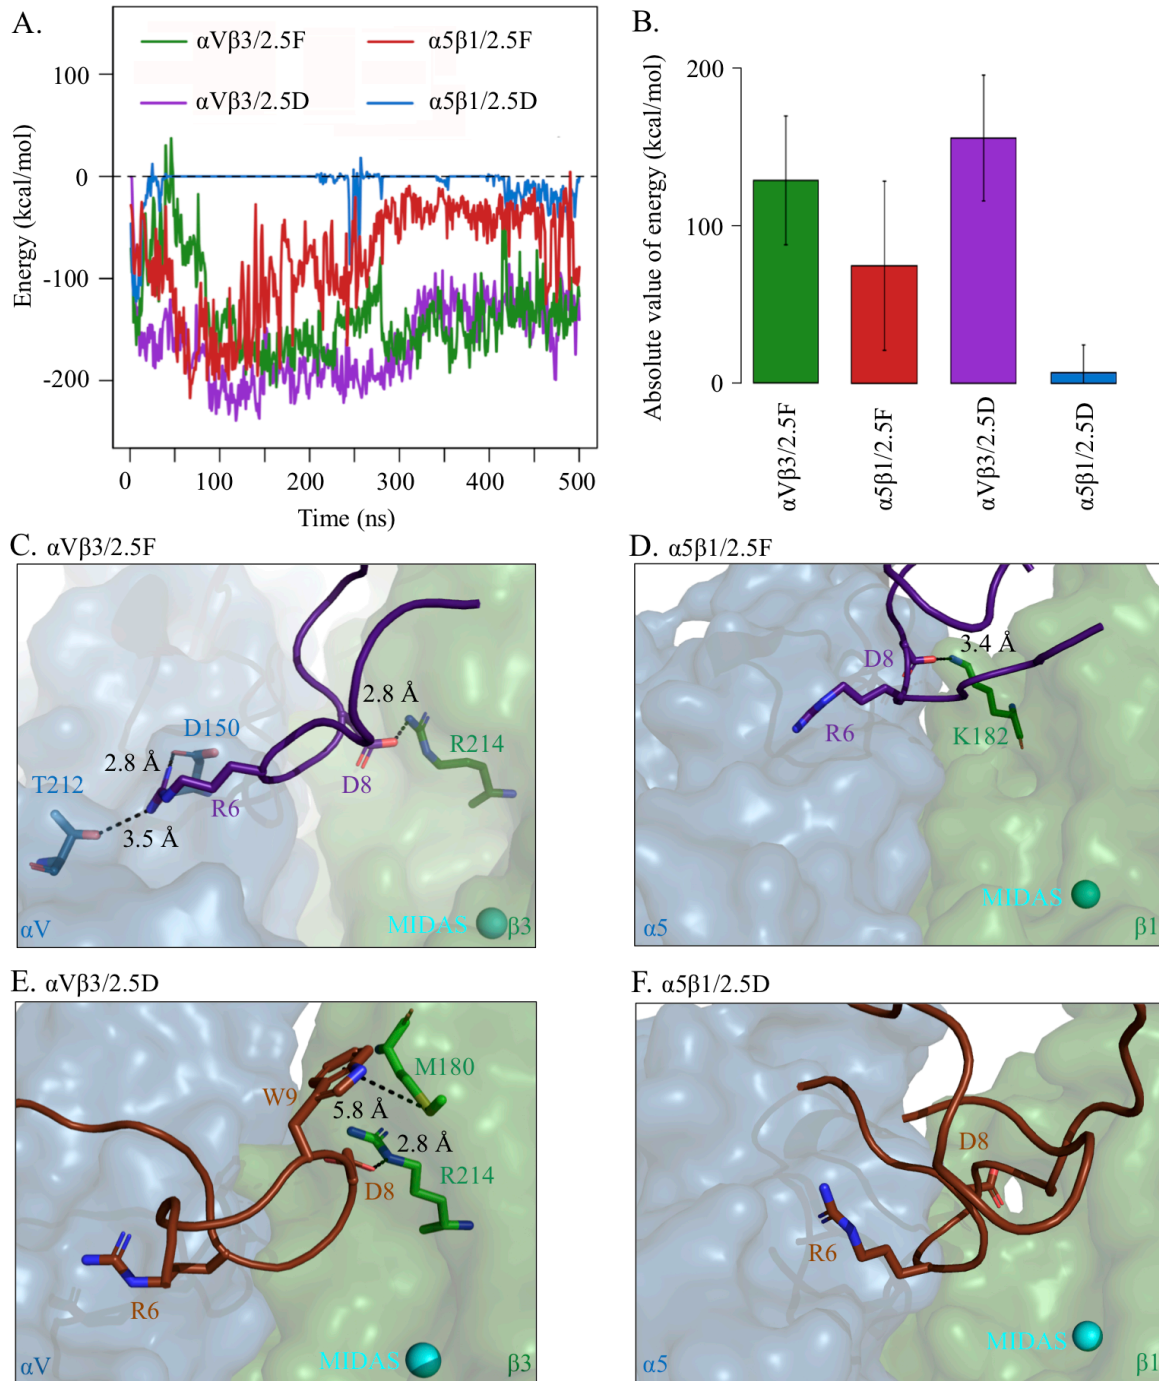 A.
αVβ3/2.5F
α5β1/2.5F
αVβ3/2.5D
α5β1/2.5D
Energy (kcal/mol)
100
0
-100
-200
0
100
200
300
400
500
Time (ns)
B.
Absolute value of energy (kcal/mol)
200
100
0
αVβ3/2.5F
α5β1/2.5F
αVβ3/2.5D
α5β1/2.5D
C. αVβ3/2.5F
2.8 Å
D150
R214
2.8 Å
T212
D8
R6
3.5 Å
MIDAS
αV
β3
D. α5β1/2.5F
3.4 Å
D8
R6
K182
MIDAS
α5
β1
E. αVβ3/2.5D
M180
W9
5.8 Å
2.8 Å
R214
D8
R6
MIDAS
αV
β3
F. α5β1/2.5D
D8
R6
MIDAS
α5
β1